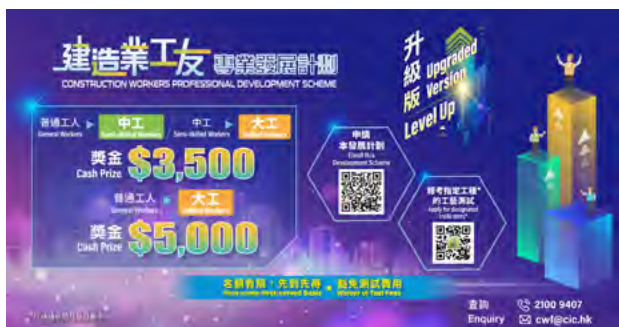 建造業工友 專業發展計劃
CONSTRUCTION WORKERS PROFESSIONAL DEVELOPMENT SCHEME
升級版
Upgraded Version
Level Up
普通工人
General Workers
中工
Semi-Skilled Workers
中工
Semi-Skilled Workers
大工
Skilled Workers
獎金
Cash Prize
$3,500
普通工人
General Workers
大工
Skilled Workers
獎金
Cash Prize
$5,000
申請
本發展計劃
Enroll this
Development Scheme
報考指定工種*
的工藝測試
Apply for designated
trade tests*
名額有限，先到先得
First-come-first-served Basis
豁免測試費用
Waiver of Test Fees
查詢
Enquiry
2100 9407
cwf@cic.hk